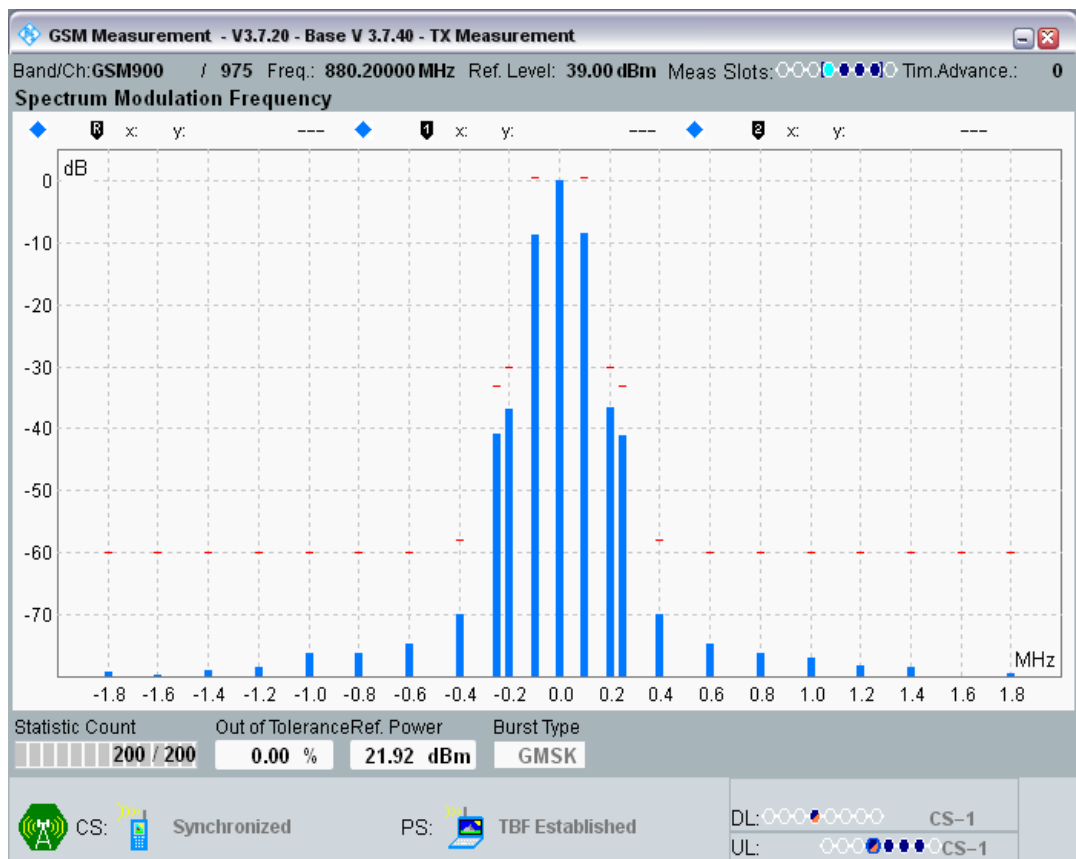 GSM Measurement - V3.7.20 - Base V 3.7.40 - TX Measurement
Band/Ch:GSM900 / 975 Freq.: 880.20000 MHz Ref. Level: 39.00 dBm Meas Slots: Tim.Advance.: 0
Spectrum Modulation Frequency
R x: y: --- 1 x: y: --- 2 x: y: ---
dB
0
-10
-20
-30
-40
-50
-60
-70
MHz
-1.8 -1.6 -1.4 -1.2 -1.0 -0.8 -0.6 -0.4 -0.2 0.0 0.2 0.4 0.6 0.8 1.0 1.2 1.4 1.6 1.8
Statistic Count Out of Tolerance Ref. Power Burst Type
200 / 200 0.00 % 21.92 dBm GMSK
CS: Synchronized PS: TBF Established
DL: CS-1
UL: CS-1